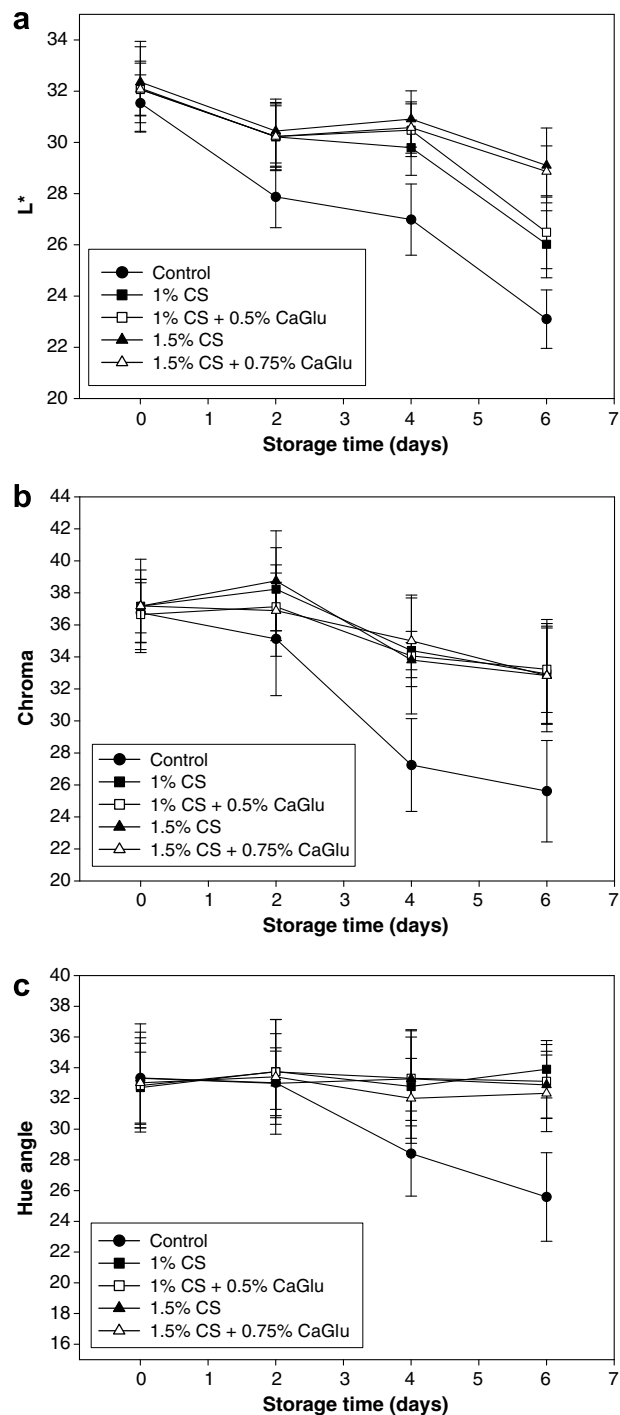 a
34
32
30
28
26
24
22
20
L*
Control
1% CS
1% CS + 0.5% CaGlu
1.5% CS
1.5% CS + 0.75% CaGlu
0 1 2 3 4 5 6 7
Storage time (days)
b
44
42
40
38
36
34
32
30
28
26
24
22
20
Chroma
Control
1% CS
1% CS + 0.5% CaGlu
1.5% CS
1.5% CS + 0.75% CaGlu
0 1 2 3 4 5 6 7
Storage time (days)
c
40
38
36
34
32
30
28
26
24
22
20
18
16
Hue angle
Control
1% CS
1% CS + 0.5% CaGlu
1.5% CS
1.5% CS + 0.75% CaGlu
0 1 2 3 4 5 6 7
Storage time (days)